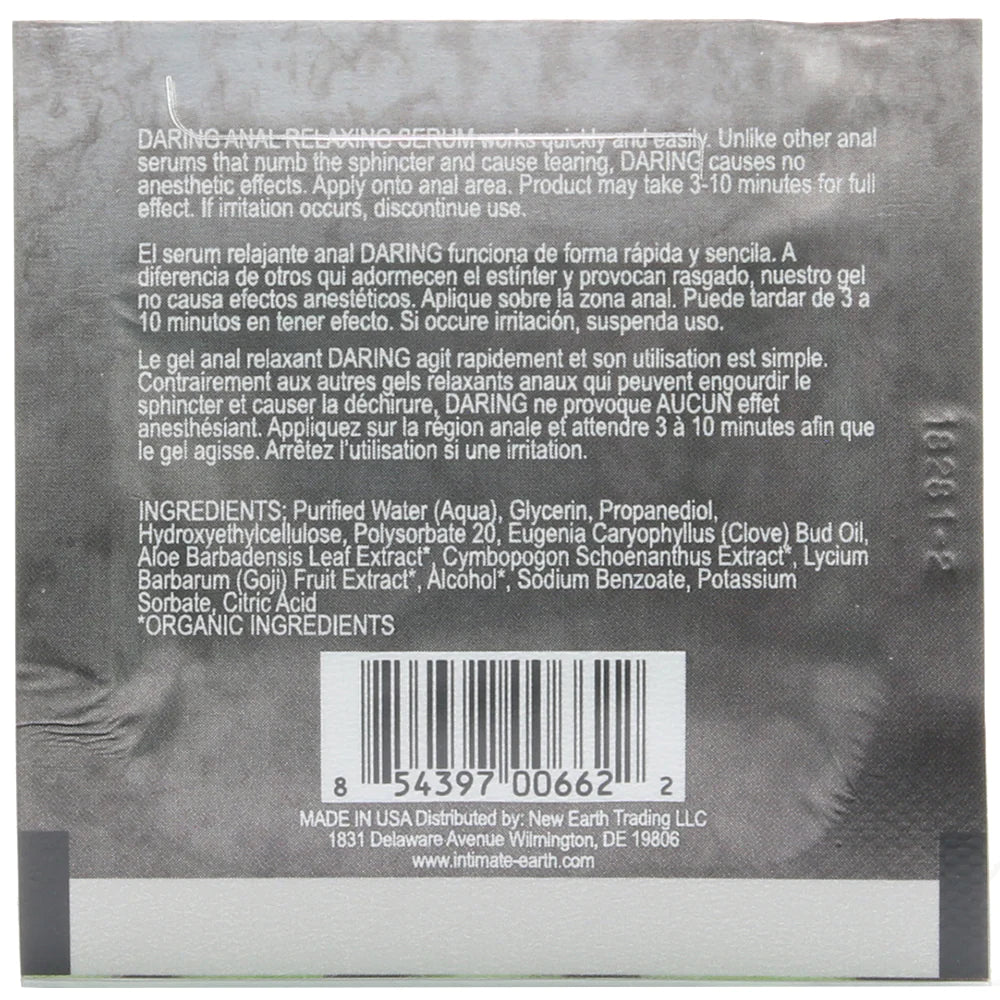 DARING ANAL RELAXING SERUM works quickly and easily. Unlike other anal
serums that numb the sphincter and cause tearing, DARING causes no
anesthetic effects. Apply onto anal area. Product may take 3-10 minutes for full
effect. If irritation occurs, discontinue use.
El serum relajante anal DARING funciona de forma rápida y sencila. A
diferencia de otros qui adormecen el estínter y provocan rasgado, nuestro gel
no causa efectos anestéticos. Aplique sobre la zona anal. Puede tardar de 3 a
10 minutos en tener efecto. Si occure irritación, suspenda uso.
Le gel anal relaxant DARING agit rapidement et son utilisation est simple.
Contrairement aux autres gels relaxants anaux qui peuvent engourdir le
sphincter et causer la déchirure, DARING ne provoque AUCUN effet
anesthésiant. Appliquez sur la région anale et attendre 3 à 10 minutes afin que
le gel agisse. Arrêtez l'utilisation si une irritation.
INGREDIENTS: Purified Water (Aqua), Glycerin, Propanediol,
Hydroxyethylcellulose, Polysorbate 20, Eugenia Caryophyllus (Clove) Bud Oil,
Aloe Barbadensis Leaf Extract*, Cymbopogon Schoenanthus Extract*, Lycium
Barbarum (Goji) Fruit Extract*, Alcohol*, Sodium Benzoate, Potassium
Sorbate, Citric Acid
*ORGANIC INGREDIENTS
8 54397 00662 2
MADE IN USA Distributed by: New Earth Trading LLC
1831 Delaware Avenue Wilmington, DE 19806
www.intimate-earth.com
18281-2